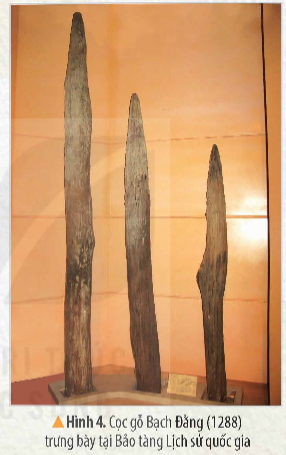 ▲ Hình 4. Cọc gỗ Bạch Đằng (1288)
trưng bày tại Bảo tàng Lịch sử quốc gia